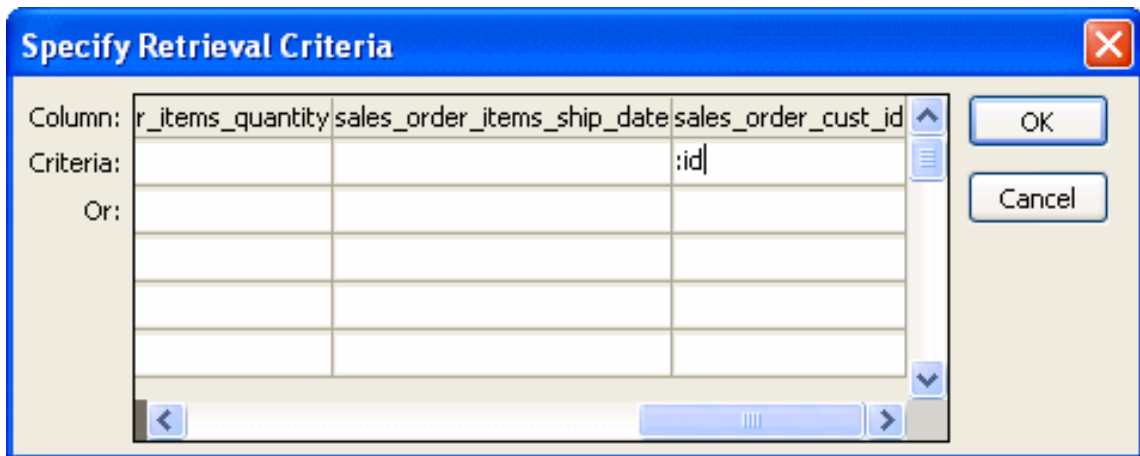 Specify Retrieval Criteria
Column: r_items_quantity sales_order_items_ship_date sales_order_cust_id OK
Criteria: :id
Or: Cancel